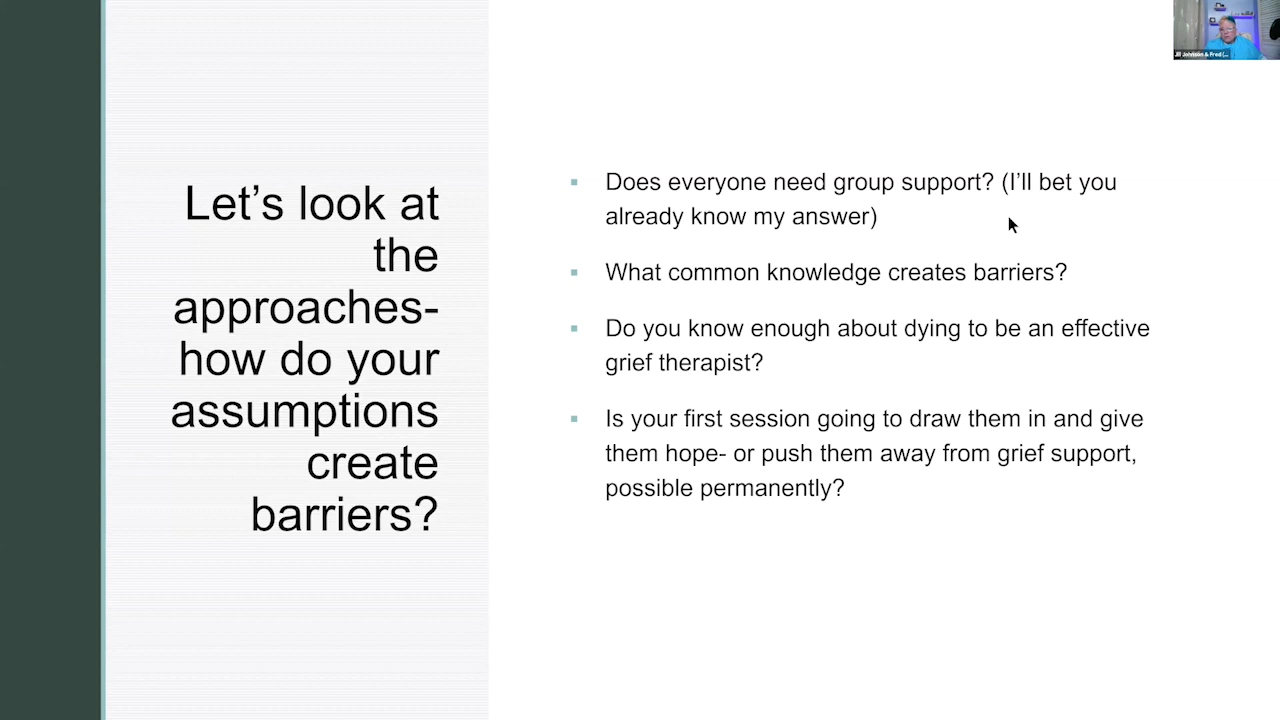 Let’s look at
the
approaches-
how do your
assumptions
create
barriers?
Does everyone need group support? (I’ll bet you
already know my answer)
What common knowledge creates barriers?
Do you know enough about dying to be an effective
grief therapist?
Is your first session going to draw them in and give
them hope- or push them away from grief support,
possible permanently?
Jill Johnson & Fred (...